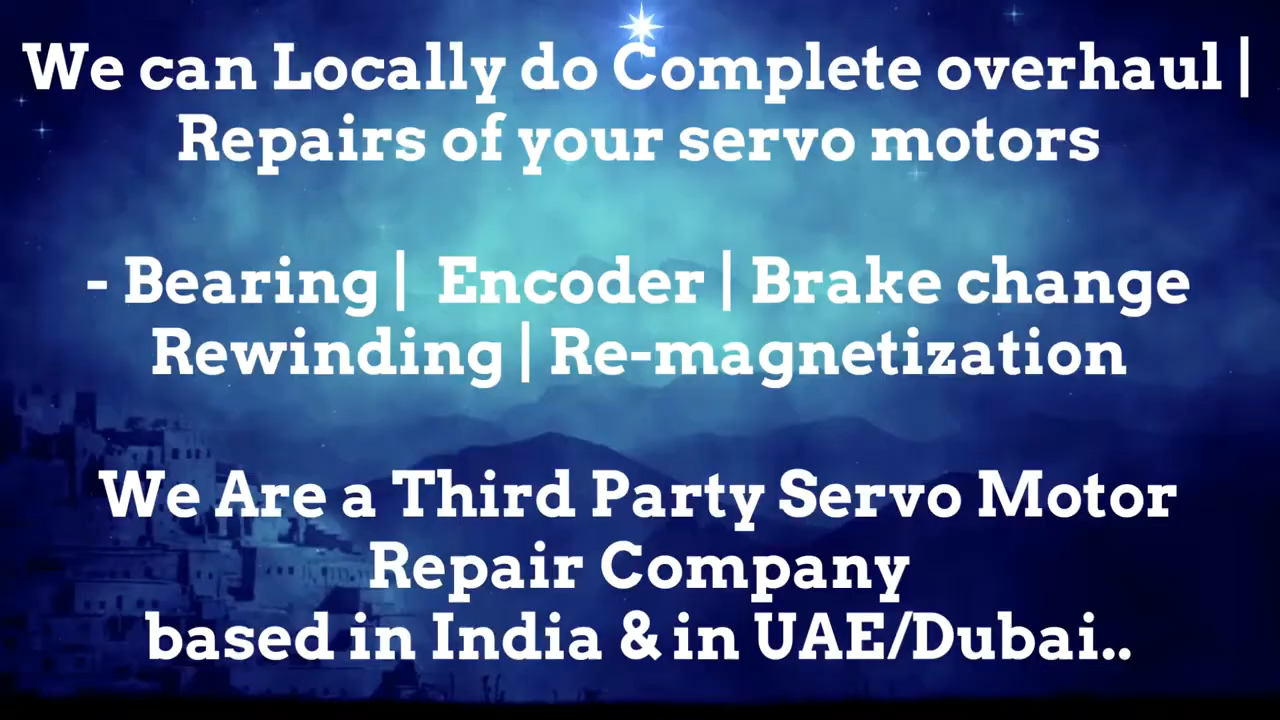 We can Locally do Complete overhaul |
Repairs of your servo motors
- Bearing | Encoder | Brake change
Rewinding | Re-magnetization
We Are a Third Party Servo Motor
Repair Company
based in India & in UAE/Dubai..